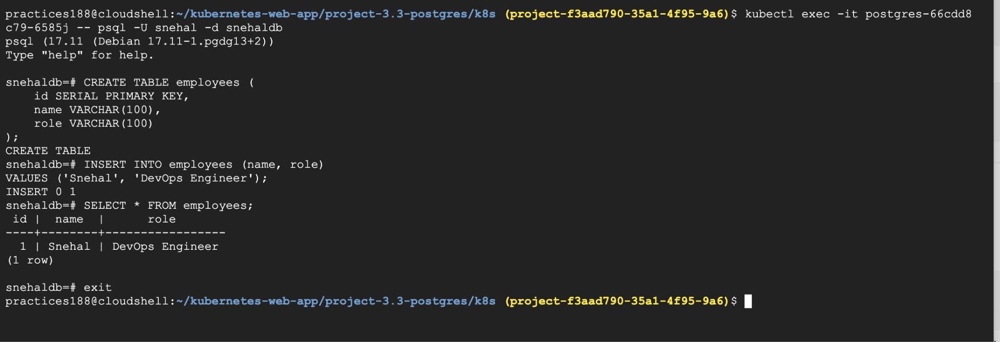 practices188@cloudshell:~/kubernetes-web-app/project-3.3-postgres/k8s (project-f3aad790-35a1-4f95-9a6)$ kubectl exec -it postgres-66cdd8
c79-6585j -- psql -U snehal -d snehaldb
psql (17.11 (Debian 17.11-1.pgdg13+2))
Type "help" for help.

snehaldb=# CREATE TABLE employees (
    id SERIAL PRIMARY KEY,
    name VARCHAR(100),
    role VARCHAR(100)
);
CREATE TABLE
snehaldb=# INSERT INTO employees (name, role)
VALUES ('Snehal', 'DevOps Engineer');
INSERT 0 1
snehaldb=# SELECT * FROM employees;
 id |  name  |      role
----+--------+-----------------
  1 | Snehal | DevOps Engineer
(1 row)

snehaldb=# exit
practices188@cloudshell:~/kubernetes-web-app/project-3.3-postgres/k8s (project-f3aad790-35a1-4f95-9a6)$